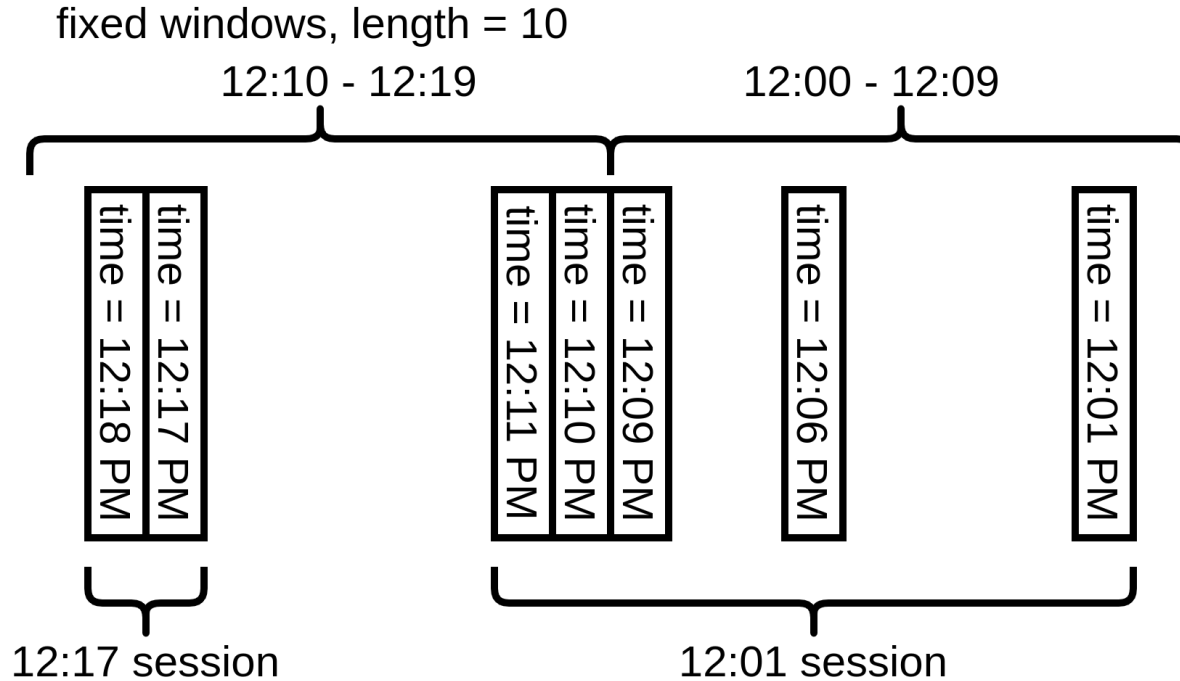 fixed windows, length = 10
12:10 - 12:19
12:00 - 12:09
time = 12:18 PM
time = 12:17 PM
time = 12:11 PM
time = 12:10 PM
time = 12:09 PM
time = 12:06 PM
time = 12:01 PM
12:17 session
12:01 session